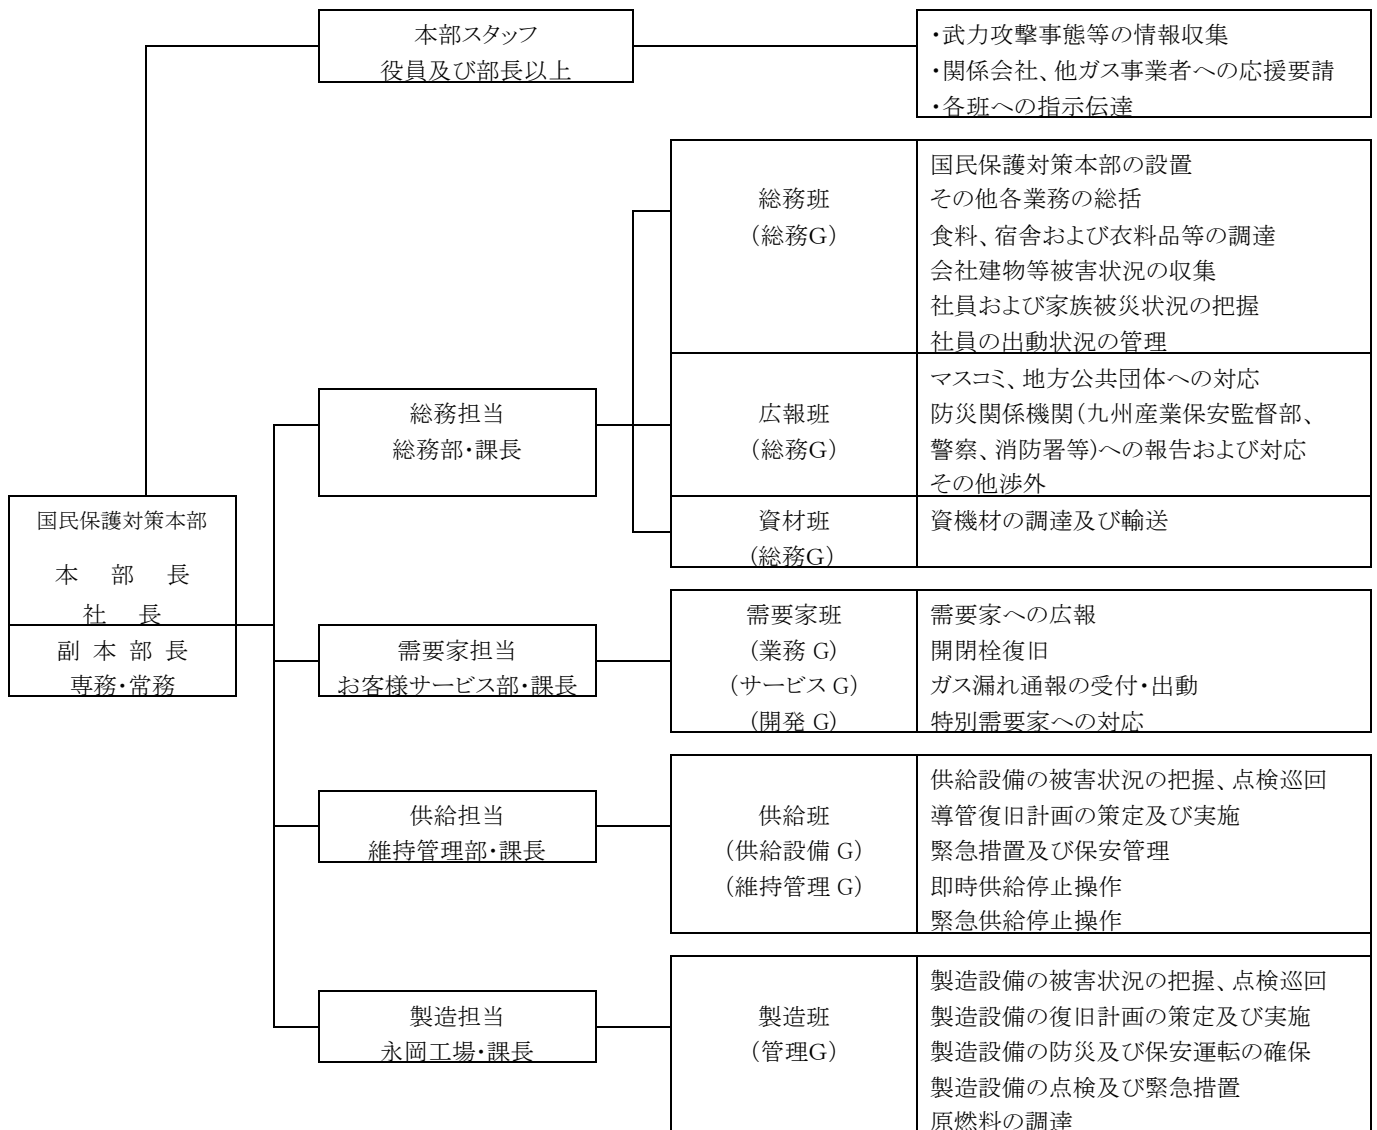 本部スタッフ
役員及び部長以上
・武力攻撃事態等の情報収集
・関係会社、他ガス事業者への応援要請
・各班への指示伝達
国民保護対策本部
本 部 長
社 長
副 本 部 長
専務・常務
総務担当
総務部・課長
総務班
（総務G）
国民保護対策本部の設置
その他各業務の総括
食料、宿舎および衣料品等の調達
会社建物等被害状況の収集
社員および家族被災状況の把握
社員の出動状況の管理
広報班
（総務G）
マスコミ、地方公共団体への対応
防災関係機関（九州産業保安監督部、
警察、消防署等）への報告および対応
その他渉外
資材班
（総務G）
資機材の調達及び輸送
需要家担当
お客様サービス部・課長
需要家班
（業務 G）
（サービス G）
（開発 G）
需要家への広報
開閉栓復旧
ガス漏れ通報の受付・出動
特別需要家への対応
供給担当
維持管理部・課長
供給班
（供給設備 G）
（維持管理 G）
供給設備の被害状況の把握、点検巡回
導管復旧計画の策定及び実施
緊急措置及び保安管理
即時供給停止操作
緊急供給停止操作
製造担当
永岡工場・課長
製造班
（管理G）
製造設備の被害状況の把握、点検巡回
製造設備の復旧計画の策定及び実施
製造設備の防災及び保安運転の確保
製造設備の点検及び緊急措置
原燃料の調達